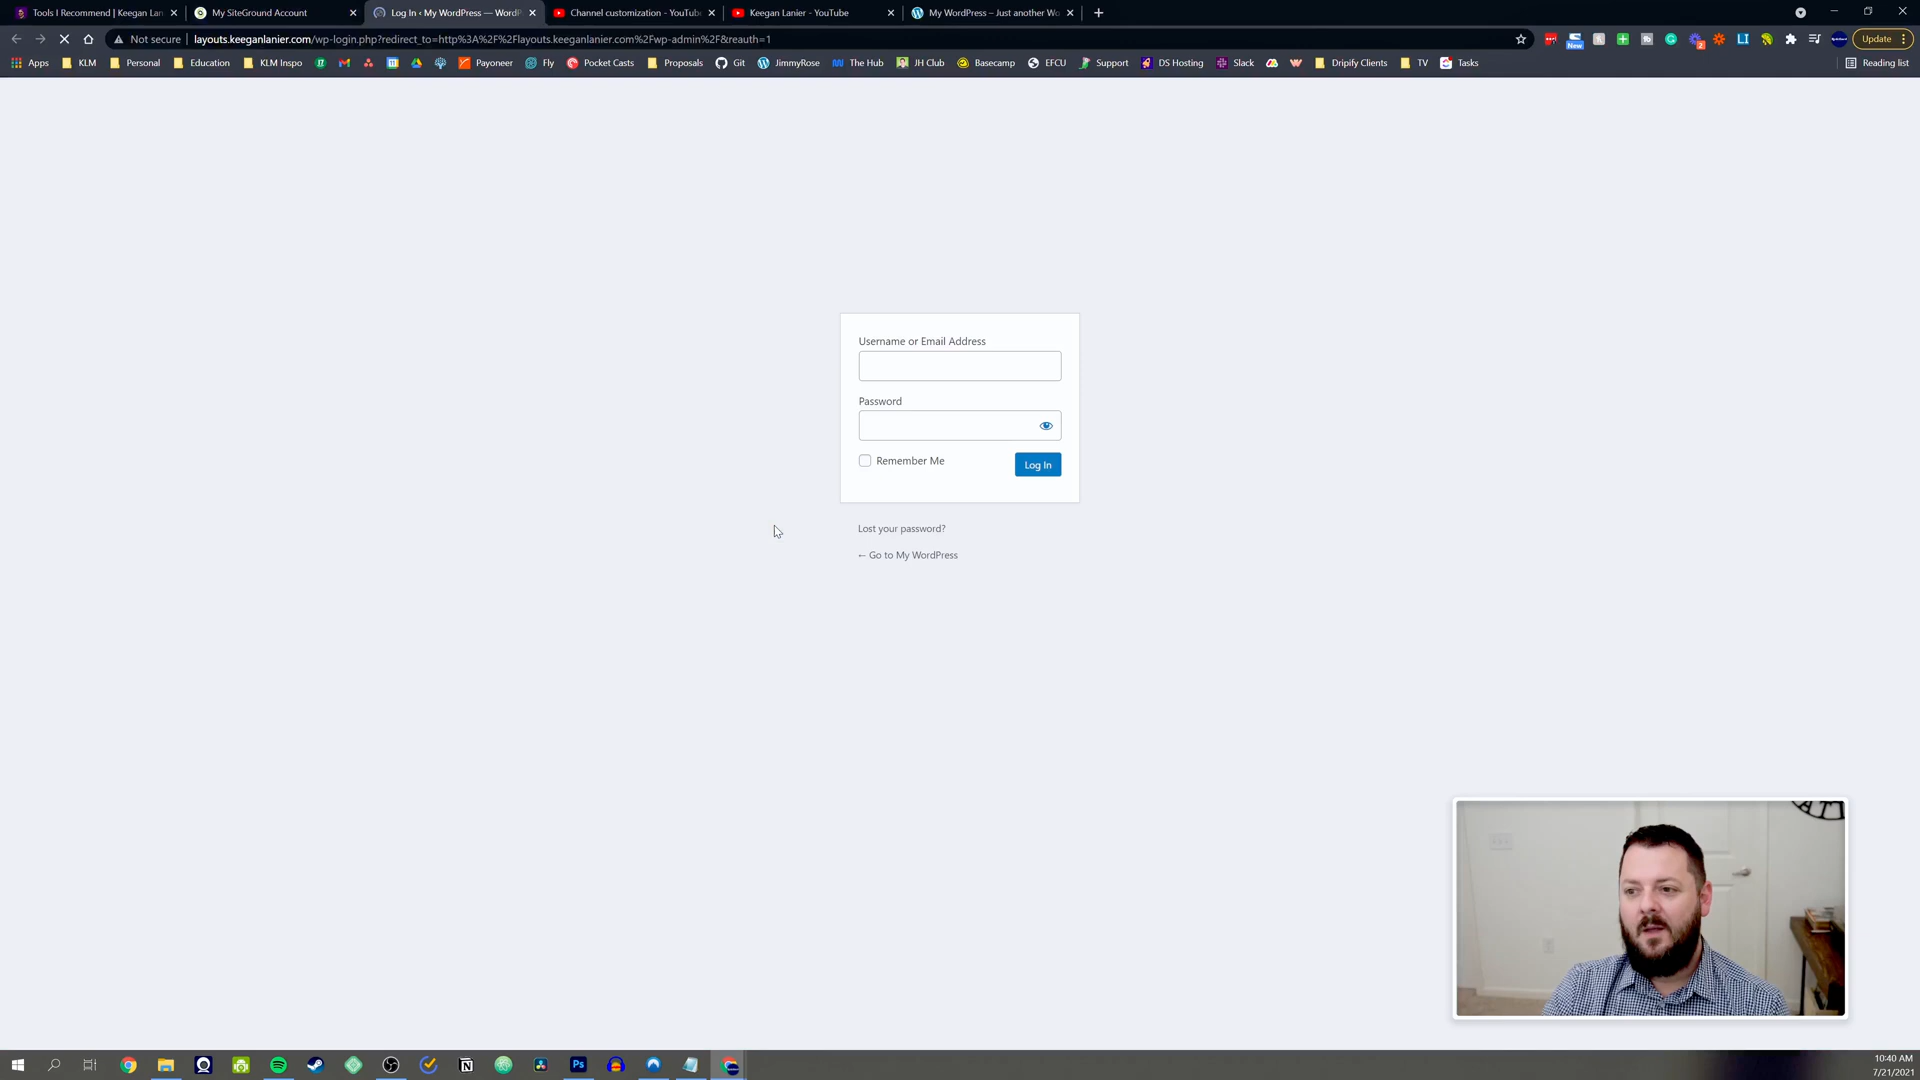 Tools I Recommend | Keegan Lan
My SiteGround Account
Log In ‹ My WordPress — WordP
Channel customization - YouTube
Keegan Lanier - YouTube
My WordPress – Just another Wo
Not secure
layouts.keeganlanier.com/wp-login.php?redirect_to=http%3A%2F%2Flayouts.keeganlanier.com%2Fwp-admin%2F&reauth=1
New
2
Update
Apps
KLM
Personal
Education
KLM Inspo
Payoneer
Fly
Pocket Casts
Proposals
Git
JimmyRose
The Hub
JH Club
Basecamp
EFCU
Support
DS Hosting
Slack
Dripify Clients
TV
Tasks
Reading list
Username or Email Address
Password
Remember Me
Log In
Lost your password?
← Go to My WordPress
Ps
10:40 AM
7/21/2021